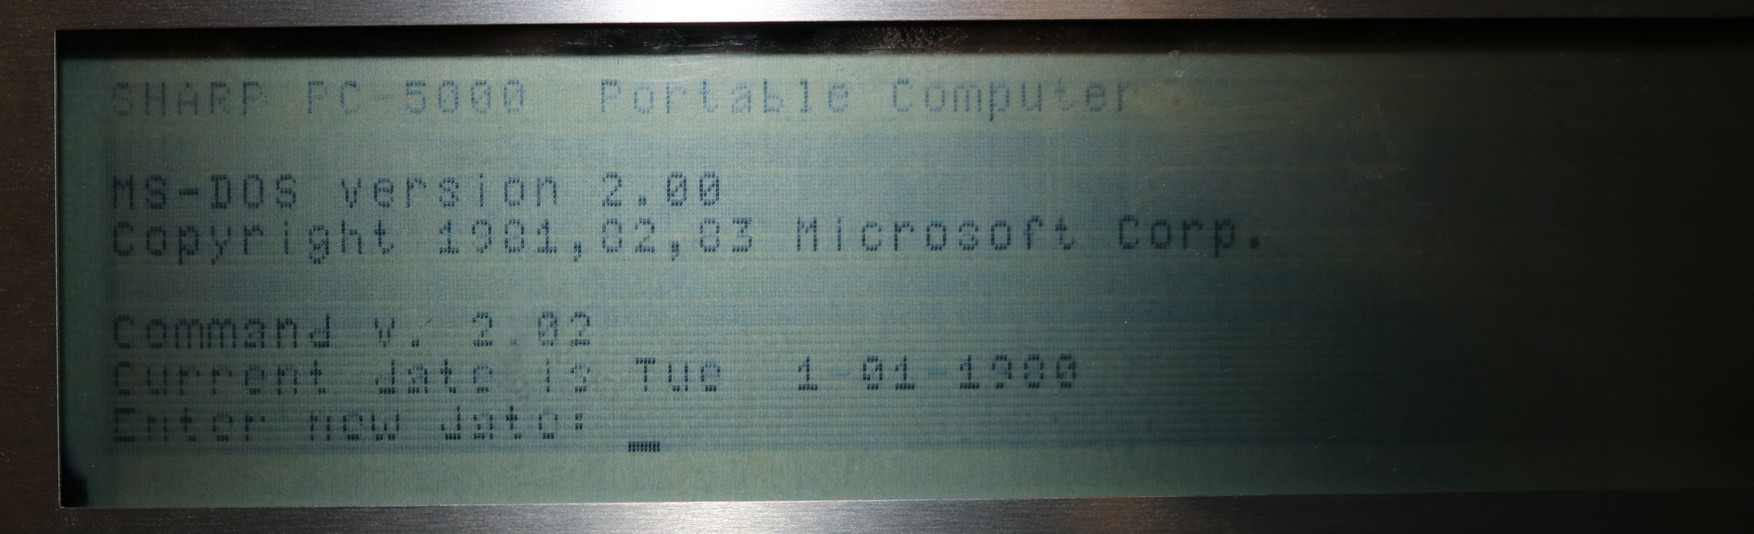 SHARP PC-5000  Portable Computer
MS-DOS version 2.00
Copyright 1981,82,83 Microsoft Corp.
Command v. 2.02
Current date is Tue  1-01-1980
Enter new date: